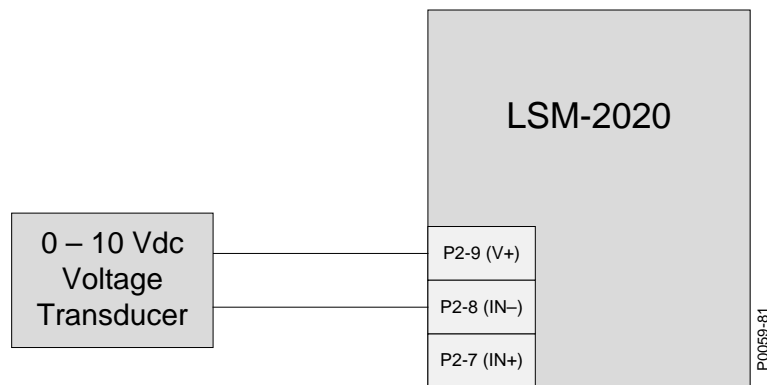 LSM-2020
0 – 10 Vdc
Voltage
Transducer
P2-9 (V+)
P2-8 (IN–)
P2-7 (IN+)
P0059-81